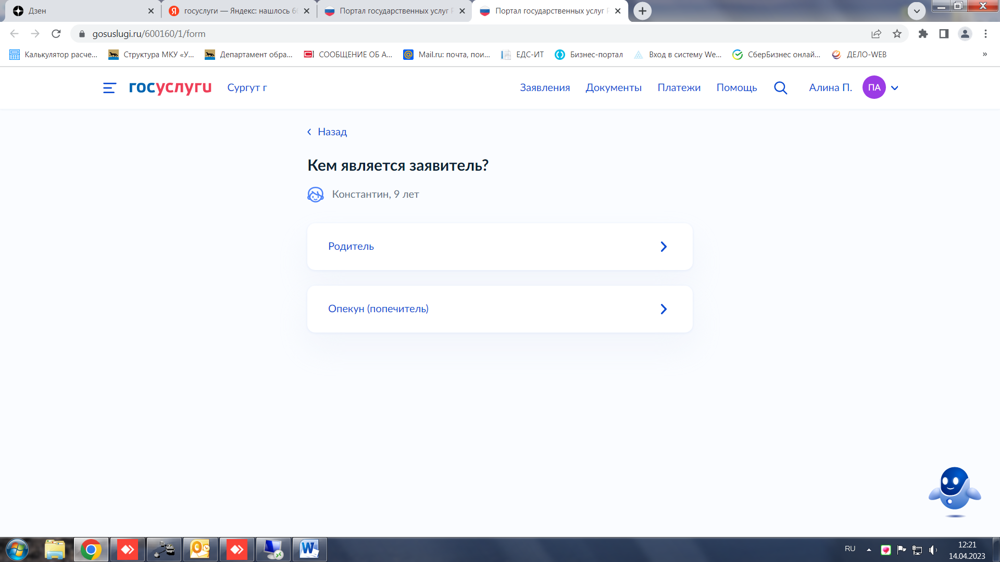 Дзен
госуслуги — Яндекс: нашлось 6
Портал государственных услуг Р
Портал государственных услуг Р
gosuslugi.ru/600160/1/form
Калькулятор расче...
Структура МКУ «У...
Департамент обра...
СООБЩЕНИЕ ОБ А...
Mail.ru: почта, пои...
ЕДС-ИТ
Бизнес-портал
Вход в систему We...
СберБизнес онлай...
ДЕЛО-WEB
»
госуслуги
Сургут г
Заявления
Документы
Платежи
Помощь
Алина П.
ПА
Назад
Кем является заявитель?
Константин, 9 лет
Родитель
Опекун (попечитель)
RU
12:21
14.04.2023